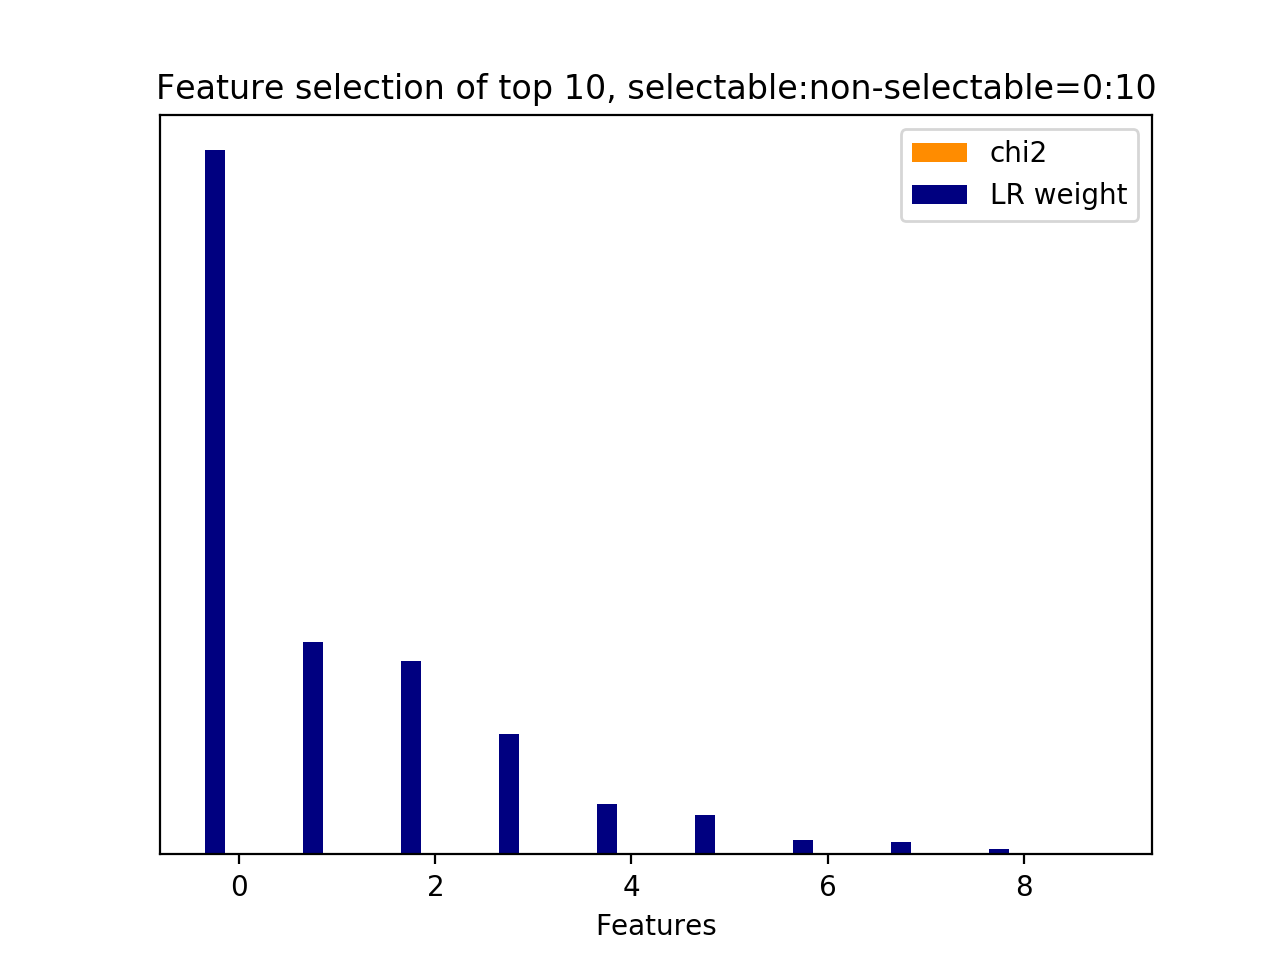 Feature selection of top 10, selectable:non-selectable=0:10
chi2
LR weight
0 2 4 6 8
Features